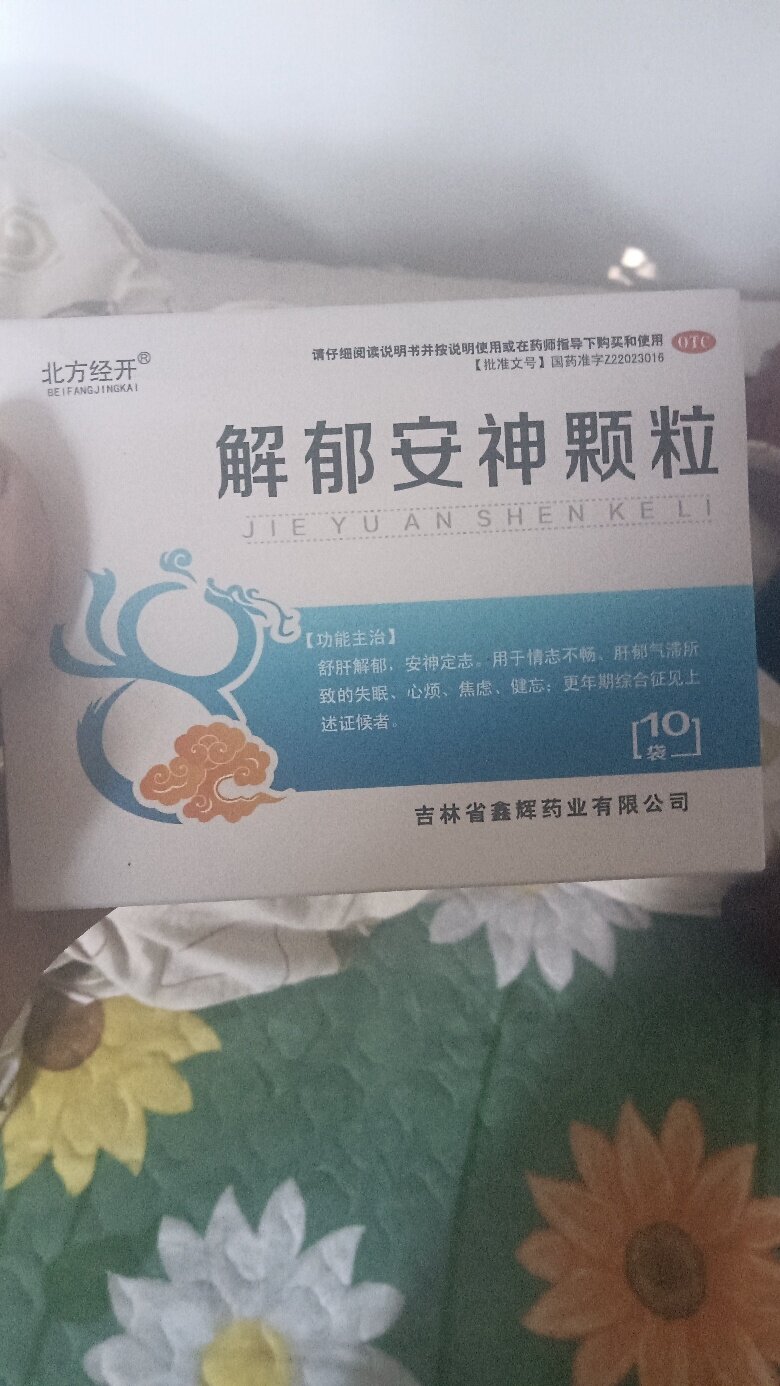 北方经开®
BEIFANGJINGKAI
请仔细阅读说明书并按说明使用或在药师指导下购买和使用
OTC
【批准文号】国药准字Z22023016
解郁安神颗粒
JIE YU AN SHEN KE LI
【功能主治】
舒肝解郁，安神定志。用于情志不畅、肝郁气滞所
致的失眠、心烦、焦虑、健忘；更年期综合征见上
述证候者。
10
袋
吉林省鑫辉药业有限公司